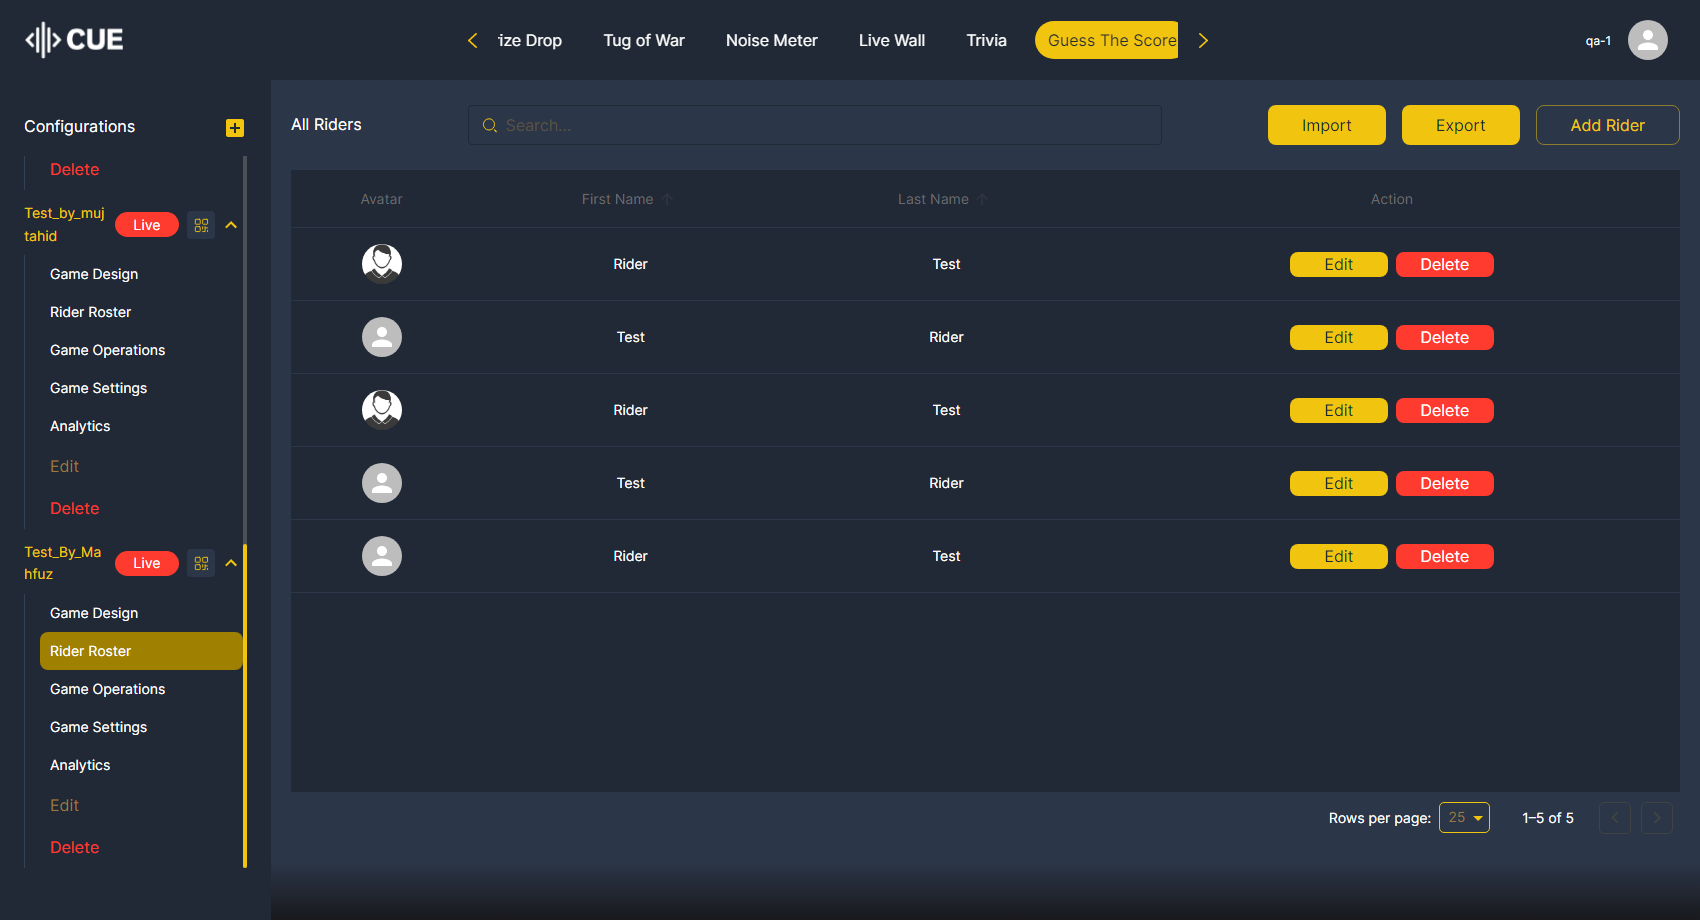 CUE
ize Drop
Tug of War
Noise Meter
Live Wall
Trivia
Guess The Score
qa-1
Configurations
Delete
Test_by_muj
tahid
Live
Game Design
Rider Roster
Game Operations
Game Settings
Analytics
Edit
Delete
Test_By_Ma
hfuz
Live
Game Design
Rider Roster
Game Operations
Game Settings
Analytics
Edit
Delete
All Riders
Search...
Import
Export
Add Rider
Avatar First Name Last Name Action
Rider Test Edit Delete
Test Rider Edit Delete
Rider Test Edit Delete
Test Rider Edit Delete
Rider Test Edit Delete
Rows per page: 25 1–5 of 5